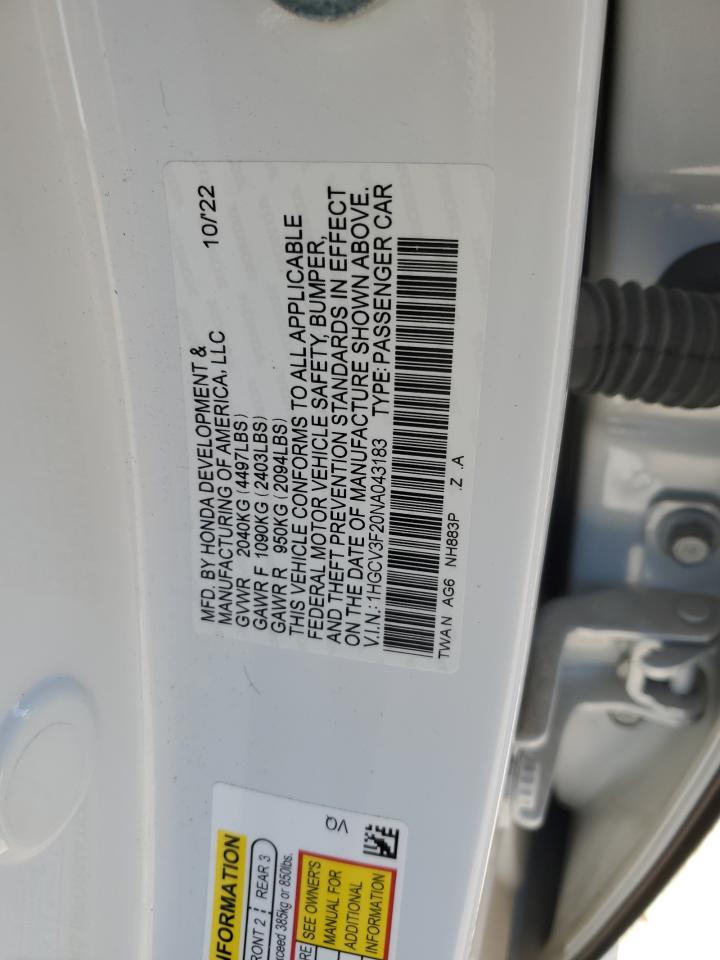 MFD. BY HONDA DEVELOPMENT & 10/'22
MANUFACTURING OF AMERICA, LLC
GVWR 2040KG (4497LBS)
GAWR F 1090KG (2403LBS)
GAWR R 950KG (2094LBS)
THIS VEHICLE CONFORMS TO ALL APPLICABLE
FEDERAL MOTOR VEHICLE SAFETY, BUMPER,
AND THEFT PREVENTION STANDARDS IN EFFECT
ON THE DATE OF MANUFACTURE SHOWN ABOVE.
V.I.N.: 1HGCV3F20NA043183 TYPE: PASSENGER CAR
TWAN AG6 NH883P .Z .A
VQ
REAR 3
385kg or 850lbs.
SEE OWNER'S
MANUAL FOR
ADDITIONAL
INFORMATION